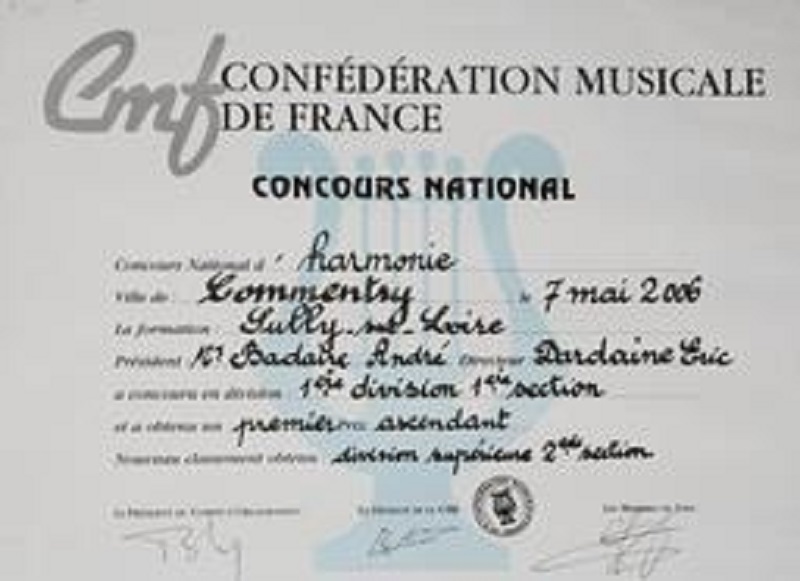 Cmf
CONFÉDÉRATION MUSICALE
DE FRANCE
CONCOURS NATIONAL
Concours National d' harmonie
Ville de : Commentry le 7 mai 2006
La formation : Sully-sur-Loire
Président Mr Badaire André Directeur Dardaine Eric
a concouru en division : 1ère division 1ère section
et a obtenu un premier prix ascendant
Nouveau classement obtenu : division supérieure 2ème section